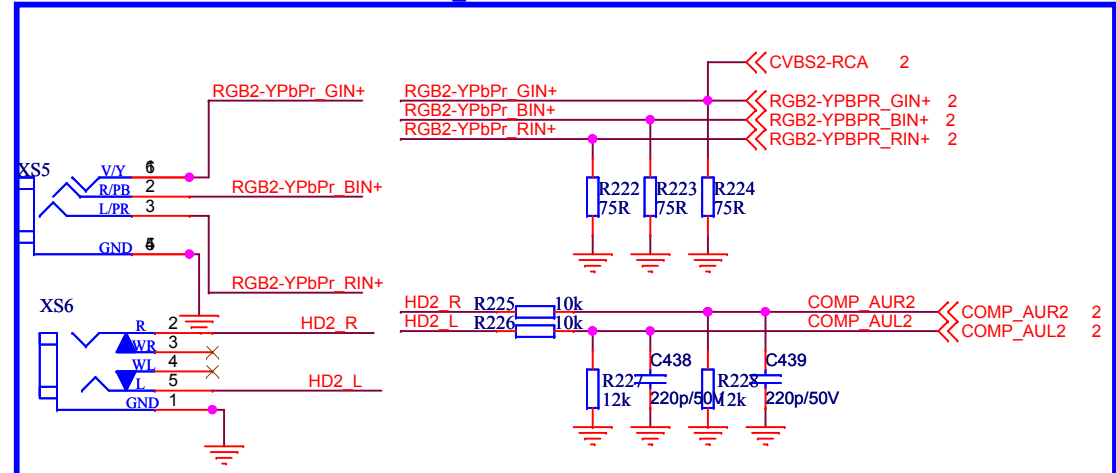 CVBS2-RCA 2
RGB2-YPbPr_GIN+ RGB2-YPbPr_GIN+ RGB2-YPBPR_GIN+ 2
RGB2-YPbPr_BIN+ RGB2-YPBPR_BIN+ 2
RGB2-YPbPr_RIN+ RGB2-YPBPR_RIN+ 2
XS5 V/Y 1
R/PB 2 RGB2-YPbPr_BIN+ R222 R223 R224
L/PR 3 75R 75R 75R
GND
RGB2-YPbPr_RIN+
XS6 HD2_R R225 10k COMP_AUR2 COMP_AUR2 2
R 2 HD2_R HD2_L R226 10k COMP_AUL2 COMP_AUL2 2
WR 3
WL 4 C438 C439
L 5 HD2_L R227 R228
GND 1 12k 220p/50V 12k 220p/50V